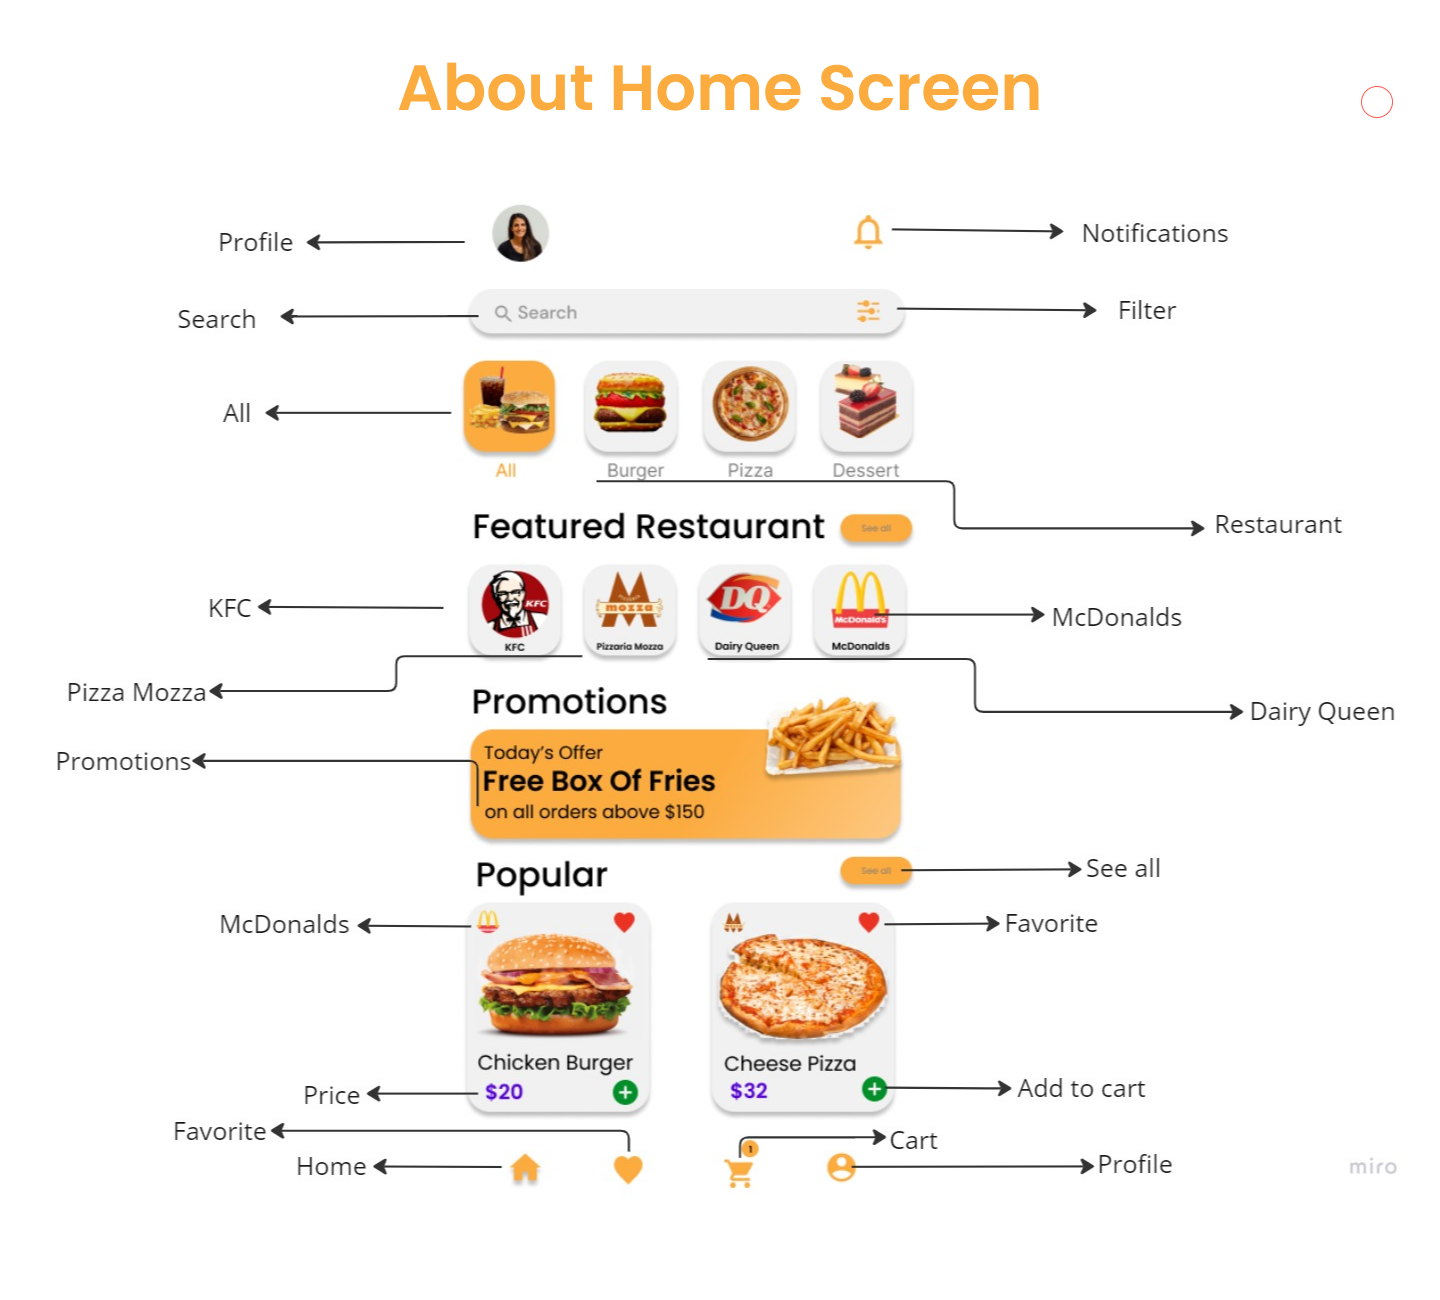 About Home Screen
Profile
Notifications
Search
Search
Filter
All
All
Burger
Pizza
Dessert
Restaurant
Featured Restaurant
See all
KFC
KFC
KFC
mozza
Pizzaria Mozza
DQ
Dairy Queen
McDonald's
McDonalds
McDonalds
Pizza Mozza
Dairy Queen
Promotions
Promotions
Today's Offer
Free Box Of Fries
on all orders above $150
Popular
See all
See all
McDonalds
Favorite
Chicken Burger
Cheese Pizza
Price
$20
$32
Add to cart
Favorite
1
Cart
Home
Profile
miro